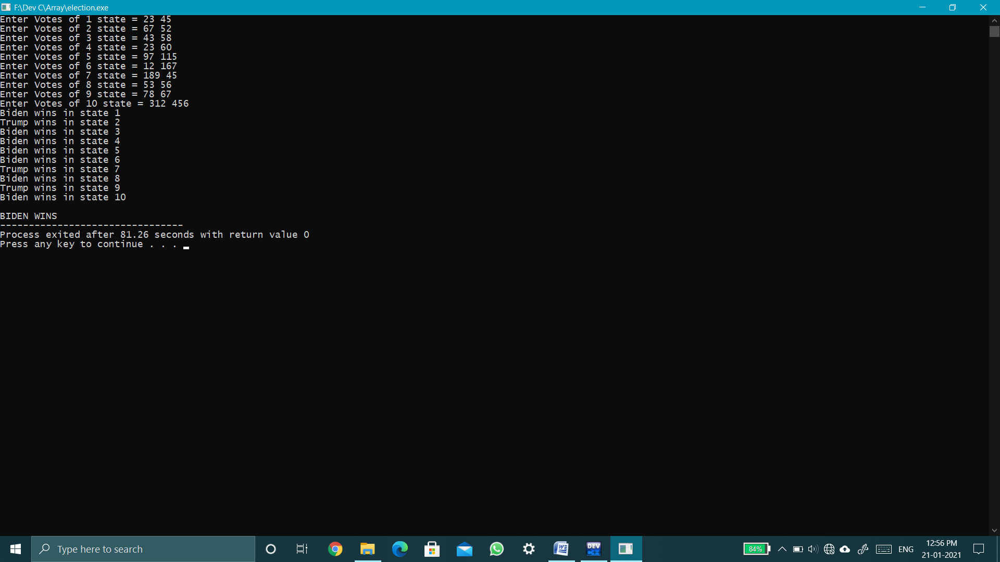 F:\Dev C\Array\election.exe
Enter Votes of 1 state = 23 45
Enter Votes of 2 state = 67 52
Enter Votes of 3 state = 43 58
Enter Votes of 4 state = 23 60
Enter Votes of 5 state = 97 115
Enter Votes of 6 state = 12 167
Enter Votes of 7 state = 189 45
Enter Votes of 8 state = 53 56
Enter Votes of 9 state = 78 67
Enter Votes of 10 state = 312 456
Biden wins in state 1
Trump wins in state 2
Biden wins in state 3
Biden wins in state 4
Biden wins in state 5
Biden wins in state 6
Trump wins in state 7
Biden wins in state 8
Trump wins in state 9
Biden wins in state 10
BIDEN WINS
--------------------------------
Process exited after 81.26 seconds with return value 0
Press any key to continue . . .
Type here to search
W
DEV
C++
84%
ENG
12:56 PM
21-01-2021